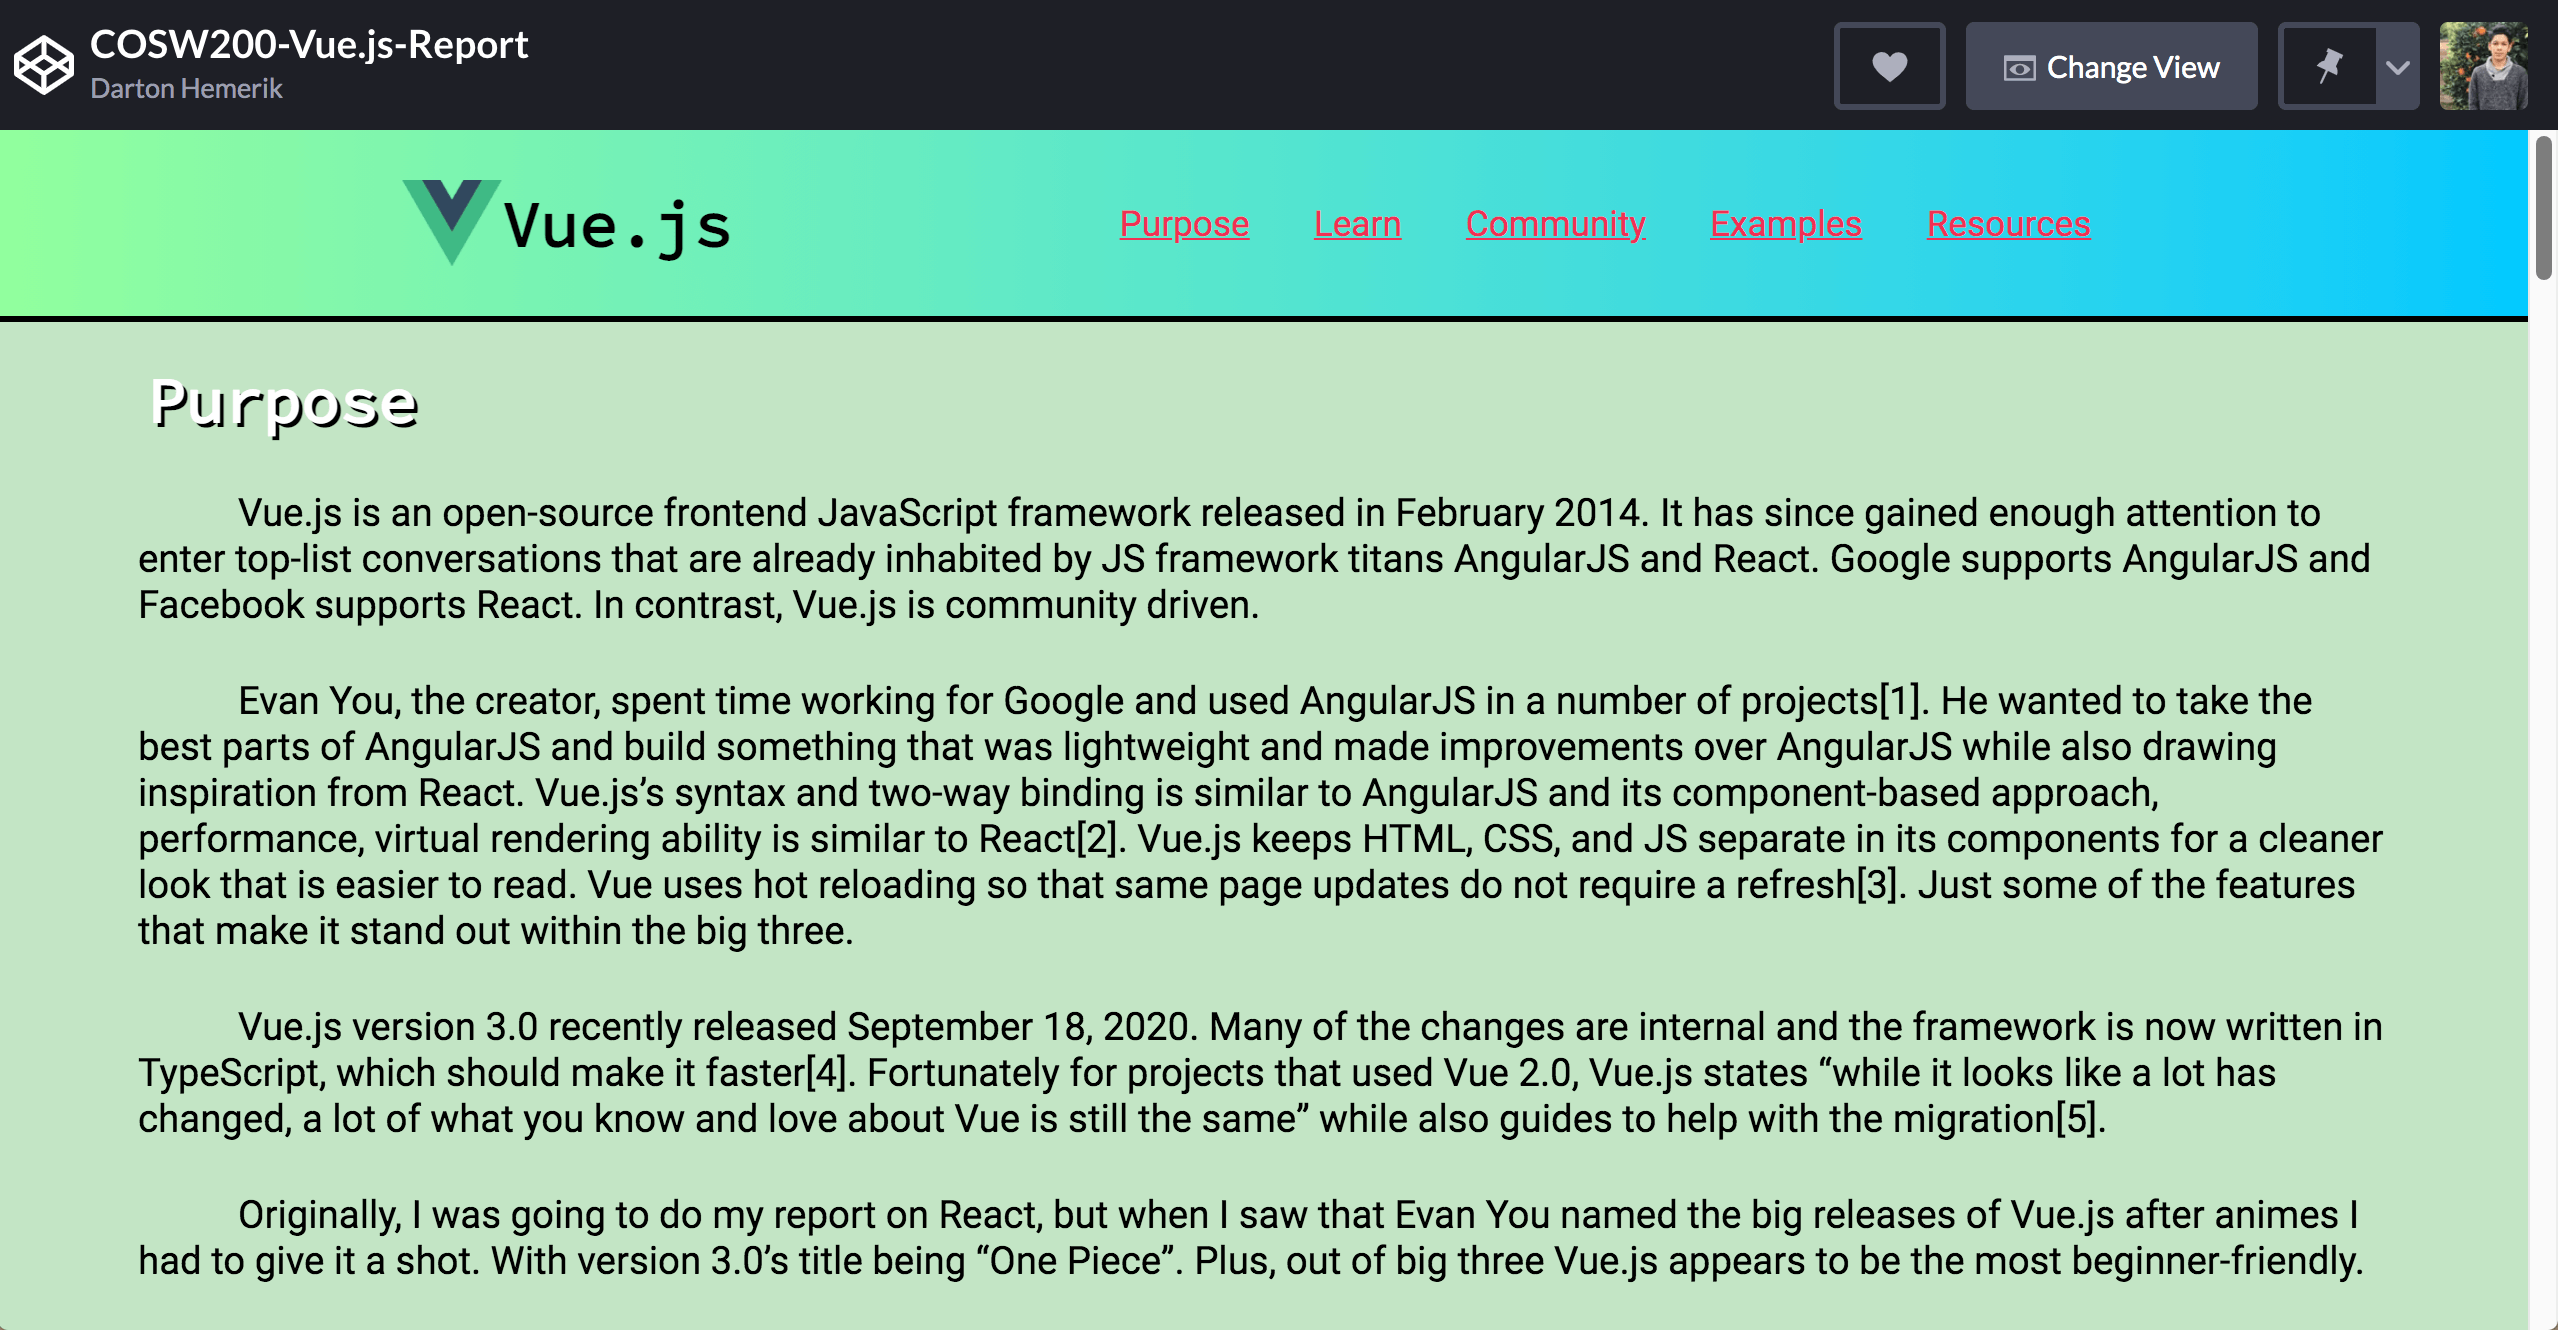 COSW200-Vue.js-Report
Darton Hemerik
Change View
Vue.js
Purpose
Learn
Community
Examples
Resources
Purpose
Vue.js is an open-source frontend JavaScript framework released in February 2014. It has since gained enough attention to
enter top-list conversations that are already inhabited by JS framework titans AngularJS and React. Google supports AngularJS and
Facebook supports React. In contrast, Vue.js is community driven.
Evan You, the creator, spent time working for Google and used AngularJS in a number of projects[1]. He wanted to take the
best parts of AngularJS and build something that was lightweight and made improvements over AngularJS while also drawing
inspiration from React. Vue.js’s syntax and two-way binding is similar to AngularJS and its component-based approach,
performance, virtual rendering ability is similar to React[2]. Vue.js keeps HTML, CSS, and JS separate in its components for a cleaner
look that is easier to read. Vue uses hot reloading so that same page updates do not require a refresh[3]. Just some of the features
that make it stand out within the big three.
Vue.js version 3.0 recently released September 18, 2020. Many of the changes are internal and the framework is now written in
TypeScript, which should make it faster[4]. Fortunately for projects that used Vue 2.0, Vue.js states “while it looks like a lot has
changed, a lot of what you know and love about Vue is still the same” while also guides to help with the migration[5].
Originally, I was going to do my report on React, but when I saw that Evan You named the big releases of Vue.js after animes I
had to give it a shot. With version 3.0’s title being “One Piece”. Plus, out of big three Vue.js appears to be the most beginner-friendly.